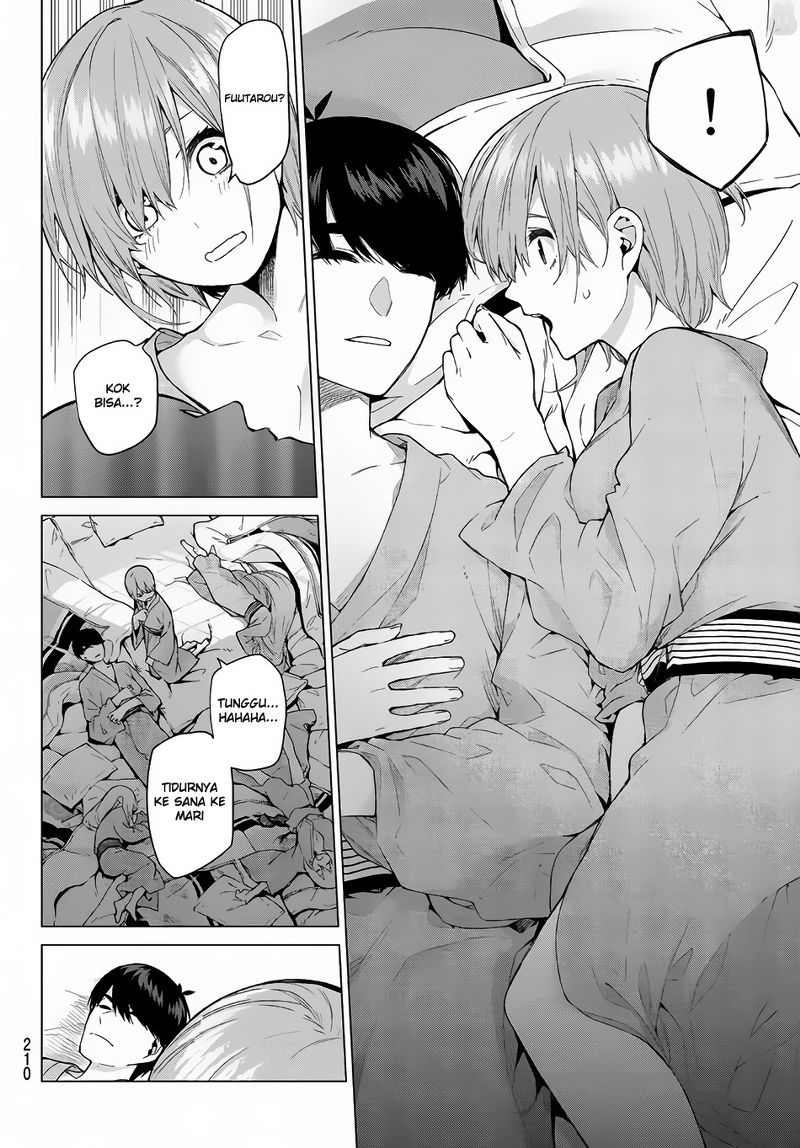 !
FUUTAROU?
KOK
BISA...?
TUNGGU...
HAHAHA...
TIDURNYA
KE SANA KE
MARI
210